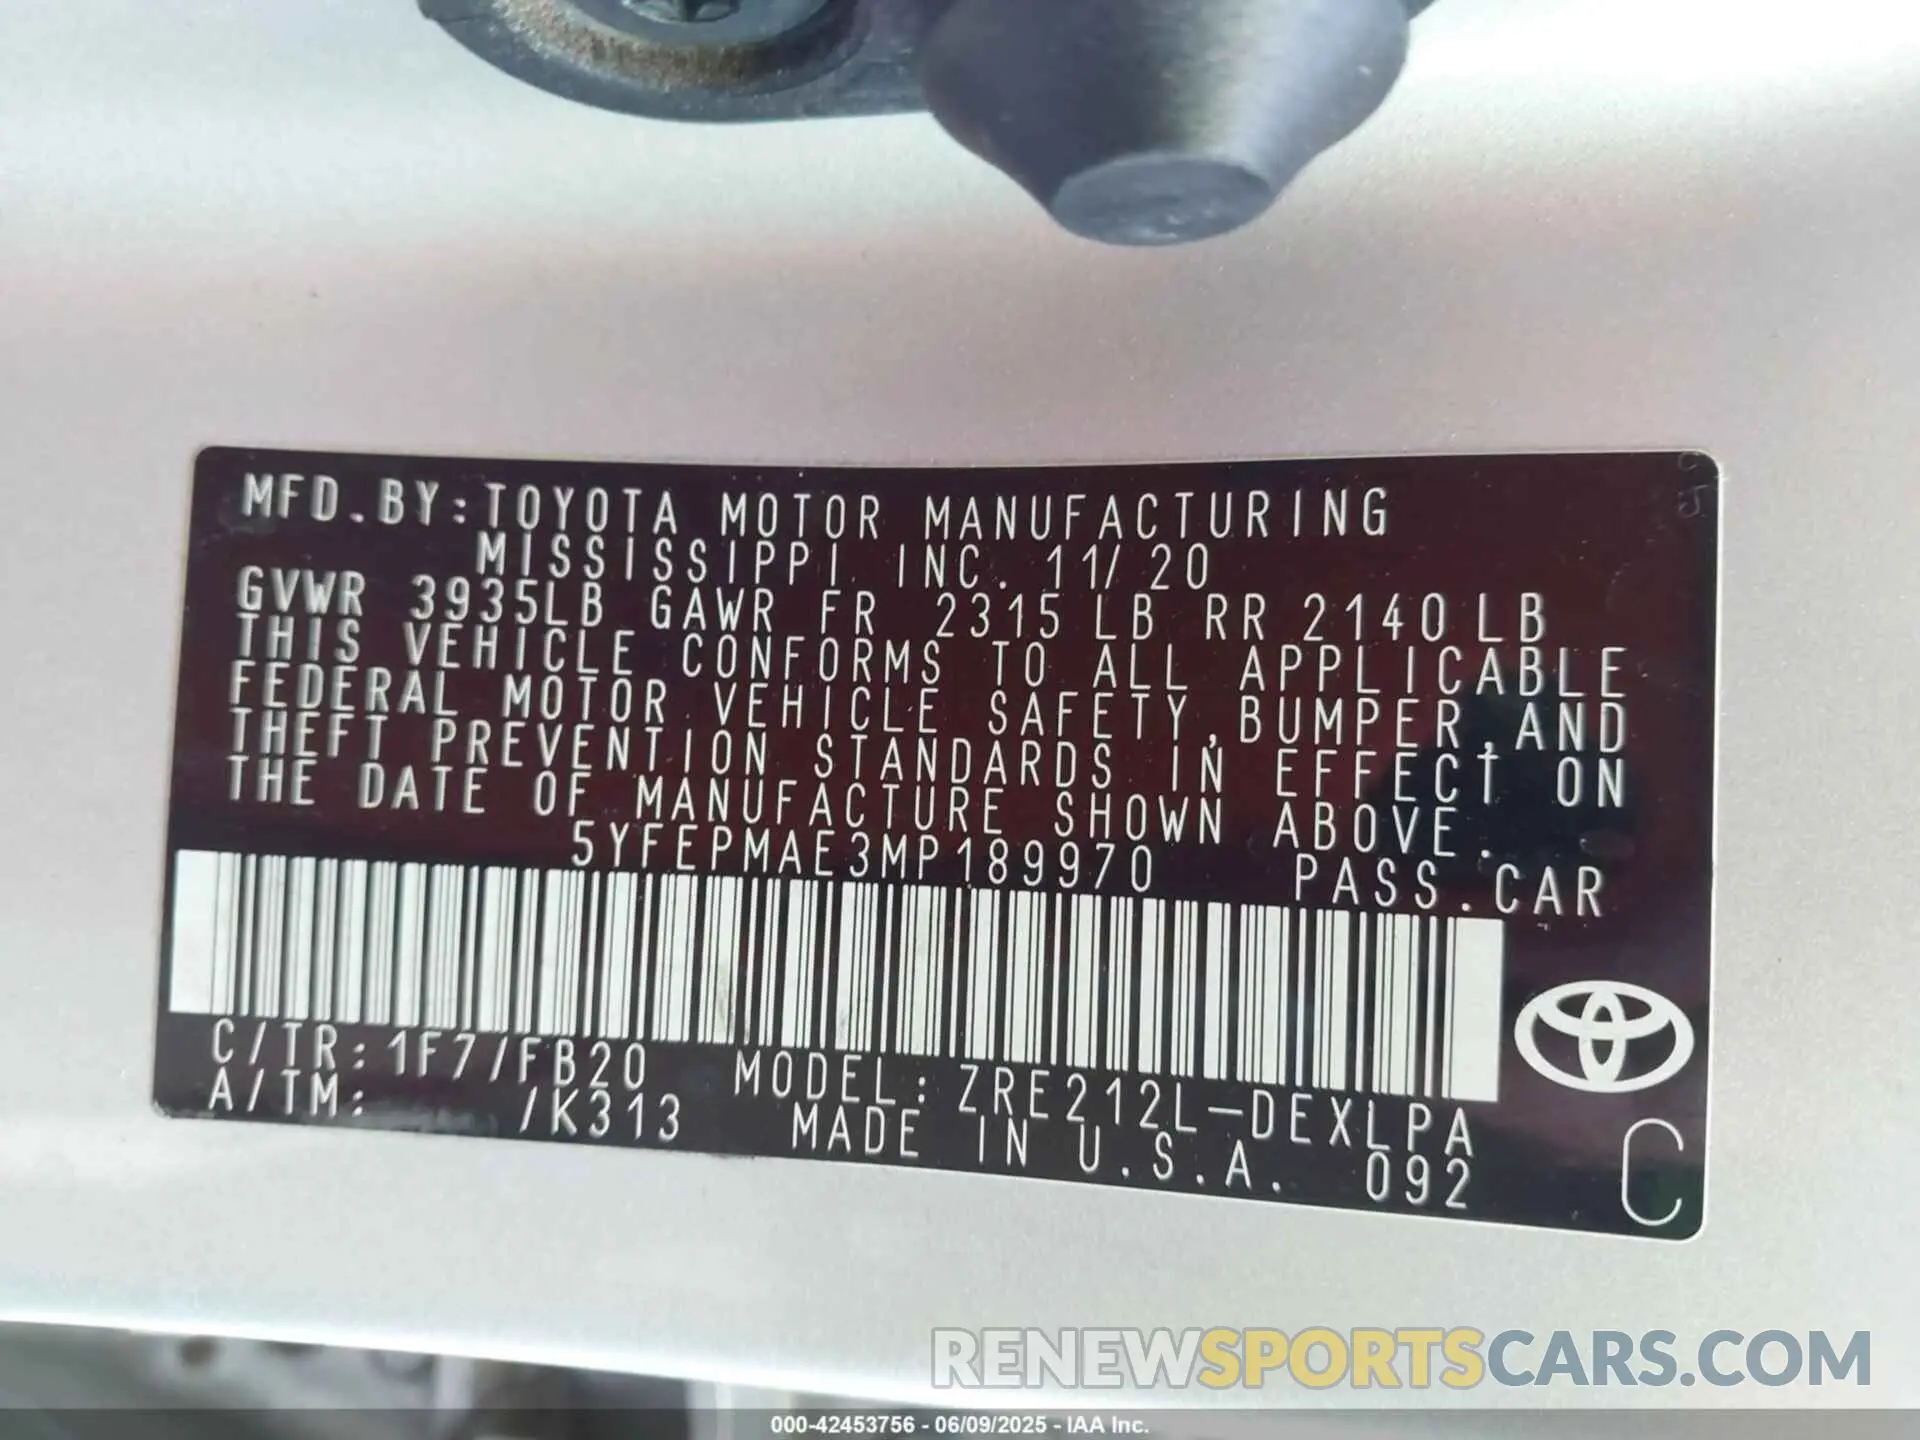 MFD.BY:TOYOTA MOTOR MANUFACTURING
MISSISSIPPI, INC. 11/20
GVWR 3935LB GAWR FR 2315LB RR 2140LB
THIS VEHICLE CONFORMS TO ALL APPLICABLE
FEDERAL MOTOR VEHICLE SAFETY,BUMPER,AND
THEFT PREVENTION STANDARDS IN EFFECT ON
THE DATE OF MANUFACTURE SHOWN ABOVE.
5YFEPMAE3MP189970 PASS.CAR
C/TR:1F7/FB20 MODEL:ZRE212L-DEXLPA
A/TM: /K313 MADE IN U.S.A. 092
C
RENEWSPORTSCARS.COM
000-42453756 - 06/09/2025 - IAA Inc.